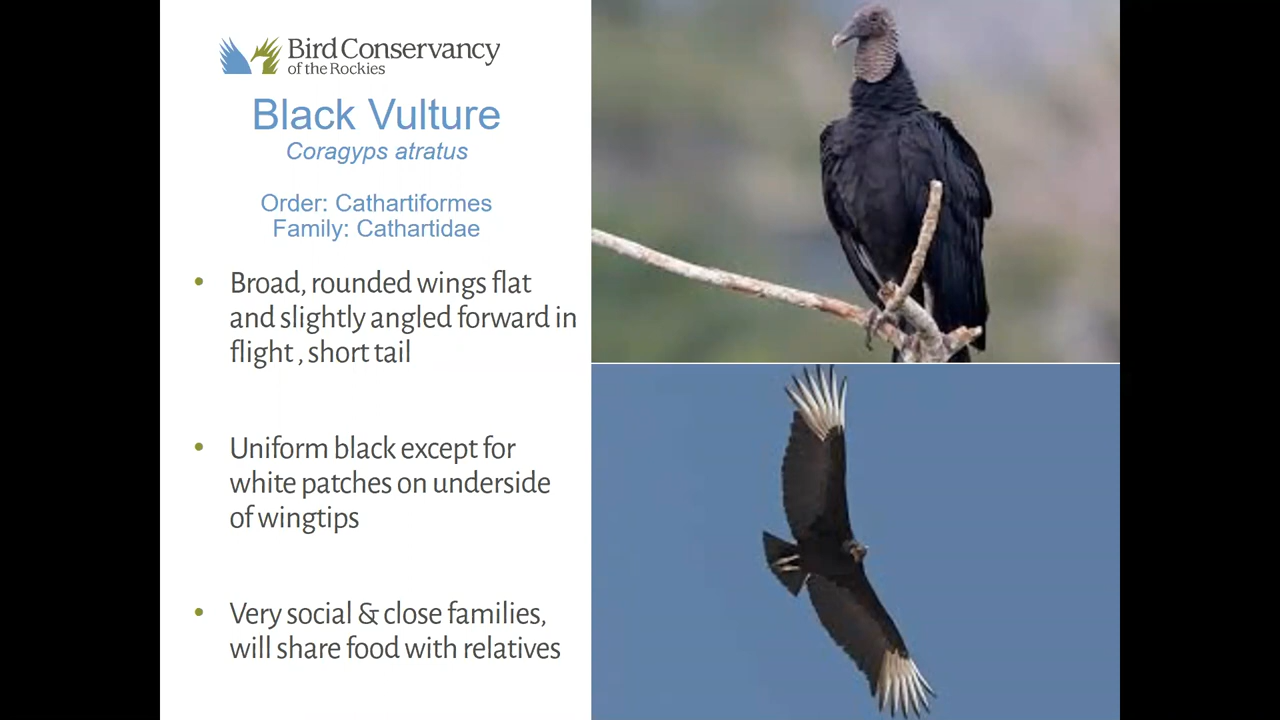 Bird Conservancy
of the Rockies
Black Vulture
Coragyps atratus
Order: Cathartiformes
Family: Cathartidae
• Broad, rounded wings flat
and slightly angled forward in
flight , short tail
• Uniform black except for
white patches on underside
of wingtips
• Very social & close families,
will share food with relatives